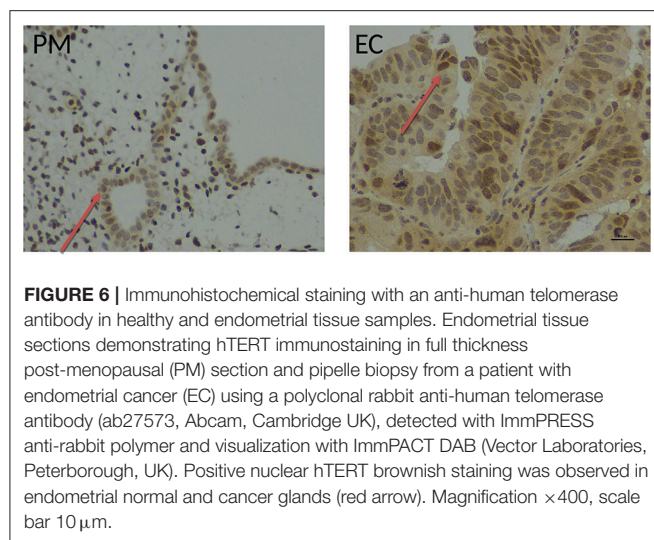 PM
EC
FIGURE 6 | Immunohistochemical staining with an anti-human telomerase
antibody in healthy and endometrial tissue samples. Endometrial tissue
sections demonstrating hTERT immunostaining in full thickness
post-menopausal (PM) section and pipelle biopsy from a patient with
endometrial cancer (EC) using a polyclonal rabbit anti-human telomerase
antibody (ab27573, Abcam, Cambridge UK), detected with ImmPRESS
anti-rabbit polymer and visualization with ImmPACT DAB (Vector Laboratories,
Peterborough, UK). Positive nuclear hTERT brownish staining was observed in
endometrial normal and cancer glands (red arrow). Magnification ×400, scale
bar 10 μm.